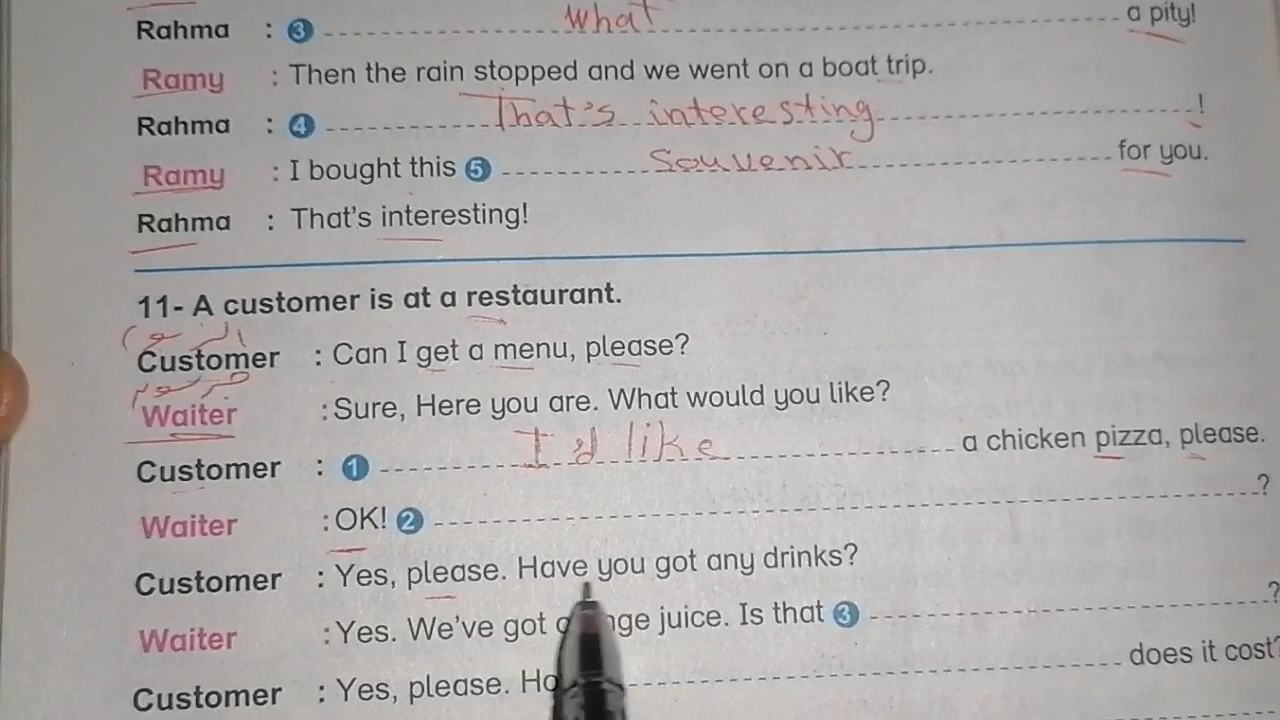 Rahma : 3 What a pity!
Ramy : Then the rain stopped and we went on a boat trip.
Rahma : 4 That's interesting !
Ramy : I bought this 5 Souvenir for you.
Rahma : That's interesting!
11- A customer is at a restaurant.
الزبون
Customer : Can I get a menu, please?
جرسون
Waiter : Sure, Here you are. What would you like?
Customer : 1 I'd like a chicken pizza, please.
Waiter : OK! 2 ?
Customer : Yes, please. Have you got any drinks?
Waiter : Yes. We've got nge juice. Is that 3 ?
Customer : Yes, please. Ho does it cost?